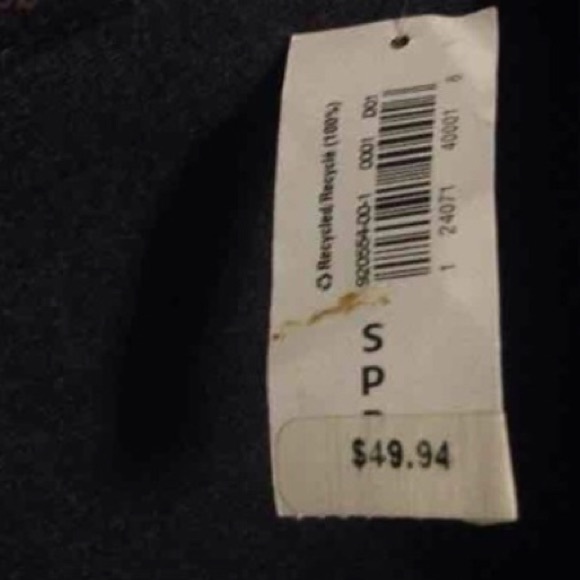 Recycled Recycle (100%)
920554-00-1 0001 D01
1 24071 40001 6
S
P
$49.94